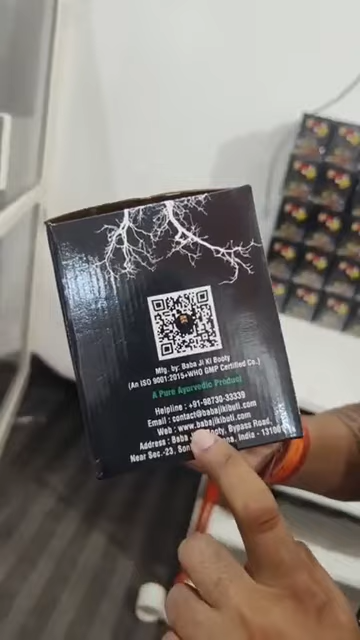 Mfg. by: Baba Ji Ki Booty
(An ISO 9001:2015+WHO GMP Certified Co.)
A Pure Ayurvedic Product
Helpline : +91-98730-33339
Email : contact@babajikibuti.com
Web : www.babajikibuti.com
Address : Baba Booty, Bypass Road,
Near Sec.-23, India -